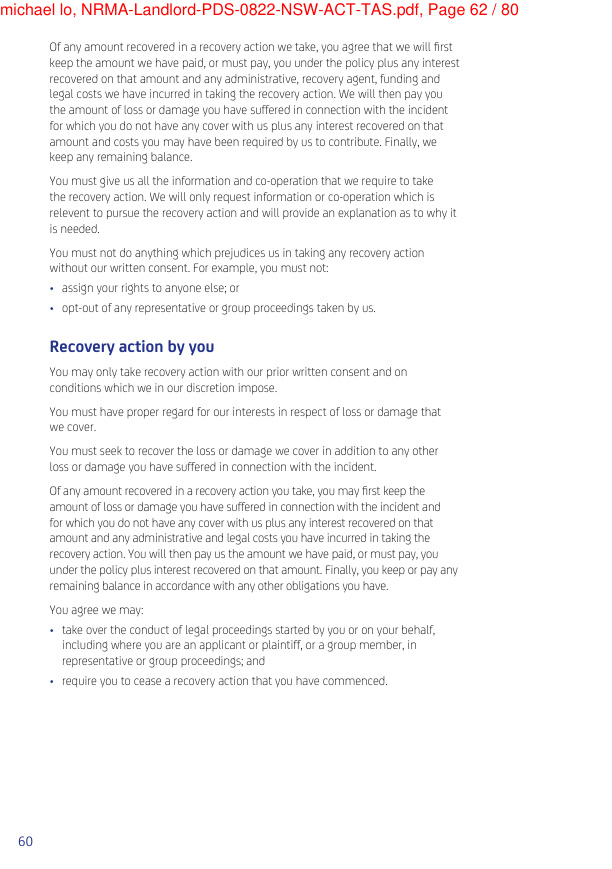 michael lo, NRMA-Landlord-PDS-0822-NSW-ACT-TAS.pdf, Page 62 / 80
Of any amount recovered in a recovery action we take, you agree that we will first
keep the amount we have paid, or must pay, you under the policy plus any interest
recovered on that amount and any administrative, recovery agent, funding and
legal costs we have incurred in taking the recovery action. We will then pay you
the amount of loss or damage you have suffered in connection with the incident
for which you do not have any cover with us plus any interest recovered on that
amount and costs you may have been required by us to contribute. Finally, we
keep any remaining balance.
You must give us all the information and co-operation that we require to take
the recovery action. We will only request information or co-operation which is
relevent to pursue the recovery action and will provide an explanation as to why it
is needed.
You must not do anything which prejudices us in taking any recovery action
without our written consent. For example, you must not:
• assign your rights to anyone else; or
• opt-out of any representative or group proceedings taken by us.
Recovery action by you
You may only take recovery action with our prior written consent and on
conditions which we in our discretion impose.
You must have proper regard for our interests in respect of loss or damage that
we cover.
You must seek to recover the loss or damage we cover in addition to any other
loss or damage you have suffered in connection with the incident.
Of any amount recovered in a recovery action you take, you may first keep the
amount of loss or damage you have suffered in connection with the incident and
for which you do not have any cover with us plus any interest recovered on that
amount and any administrative and legal costs you have incurred in taking the
recovery action. You will then pay us the amount we have paid, or must pay, you
under the policy plus interest recovered on that amount. Finally, you keep or pay any
remaining balance in accordance with any other obligations you have.
You agree we may:
• take over the conduct of legal proceedings started by you or on your behalf,
including where you are an applicant or plaintiff, or a group member, in
representative or group proceedings; and
• require you to cease a recovery action that you have commenced.
60